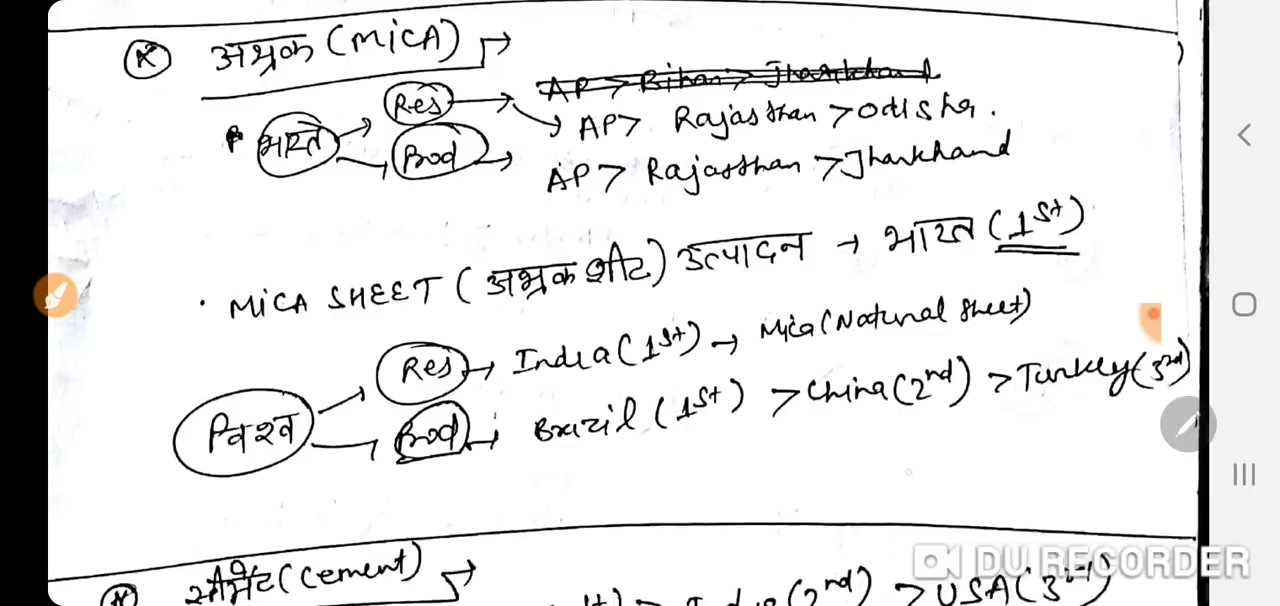 (K) अभ्रक (MICA)
AP > Bihar > Jharkhand
भारत → Res → AP > Rajasthan > Odisha.
→ Prod → AP > Rajasthan > Jharkhand
· MICA SHEET (अभ्रक शीट) उत्पादन → भारत (1st)
विश्व → Res → India (1st) → Mica (Natural Sheet)
→ Prod → Brazil (1st) > China (2nd) > Turkey (3rd)
सीमेंट (Cement)
India (2nd) > USA (3rd)
DU RECORDER